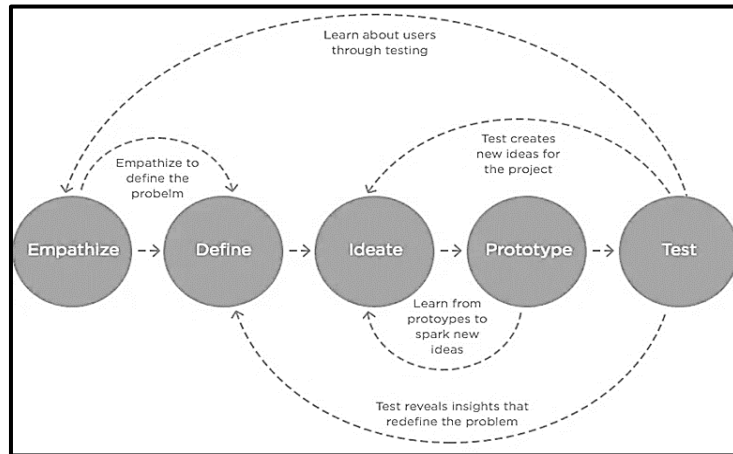 Learn about users
through testing
Empathize to
define the
probelm
Test creates
new ideas for
the project
Empathize
Define
Ideate
Prototype
Test
Learn from
protoypes to
spark new
ideas
Test reveals insights that
redefine the problem